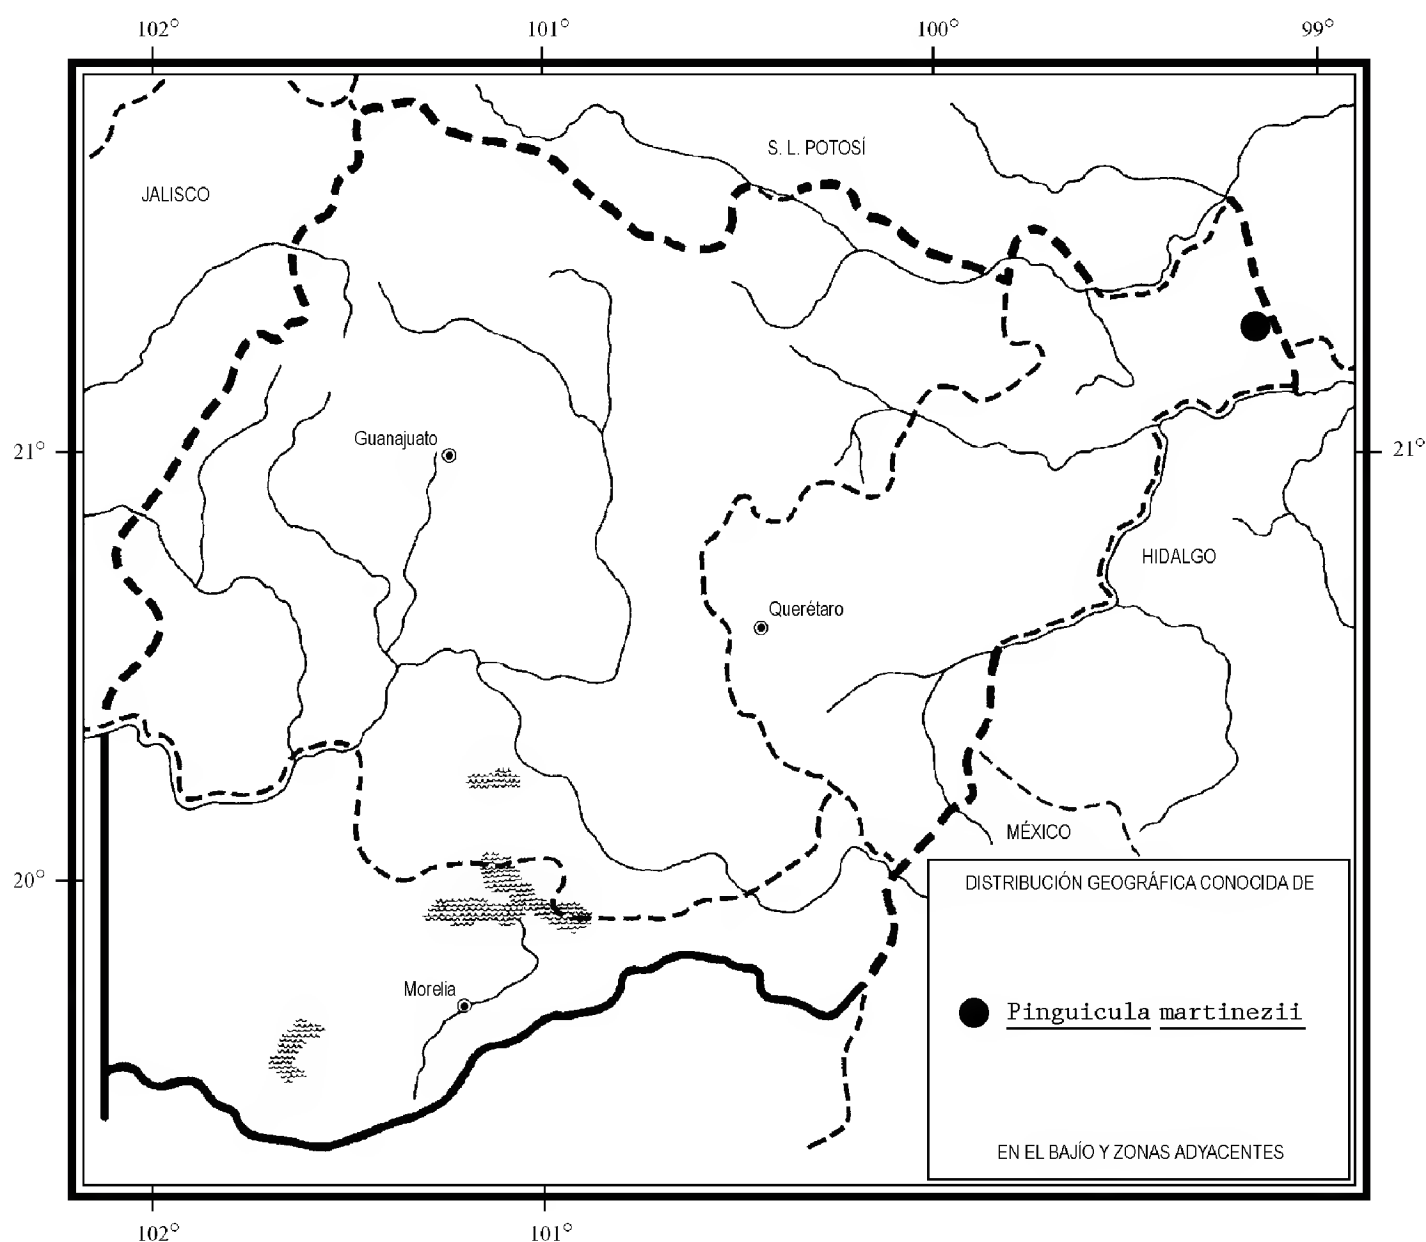 102° 101° 100° 99°
S. L. POTOSÍ
JALISCO
Guanajuato
21° 21°
HIDALGO
Querétaro
MÉXICO
20°
DISTRIBUCIÓN GEOGRÁFICA CONOCIDA DE
Morelia
Pinguicula martinezii
EN EL BAJÍO Y ZONAS ADYACENTES
102° 101°